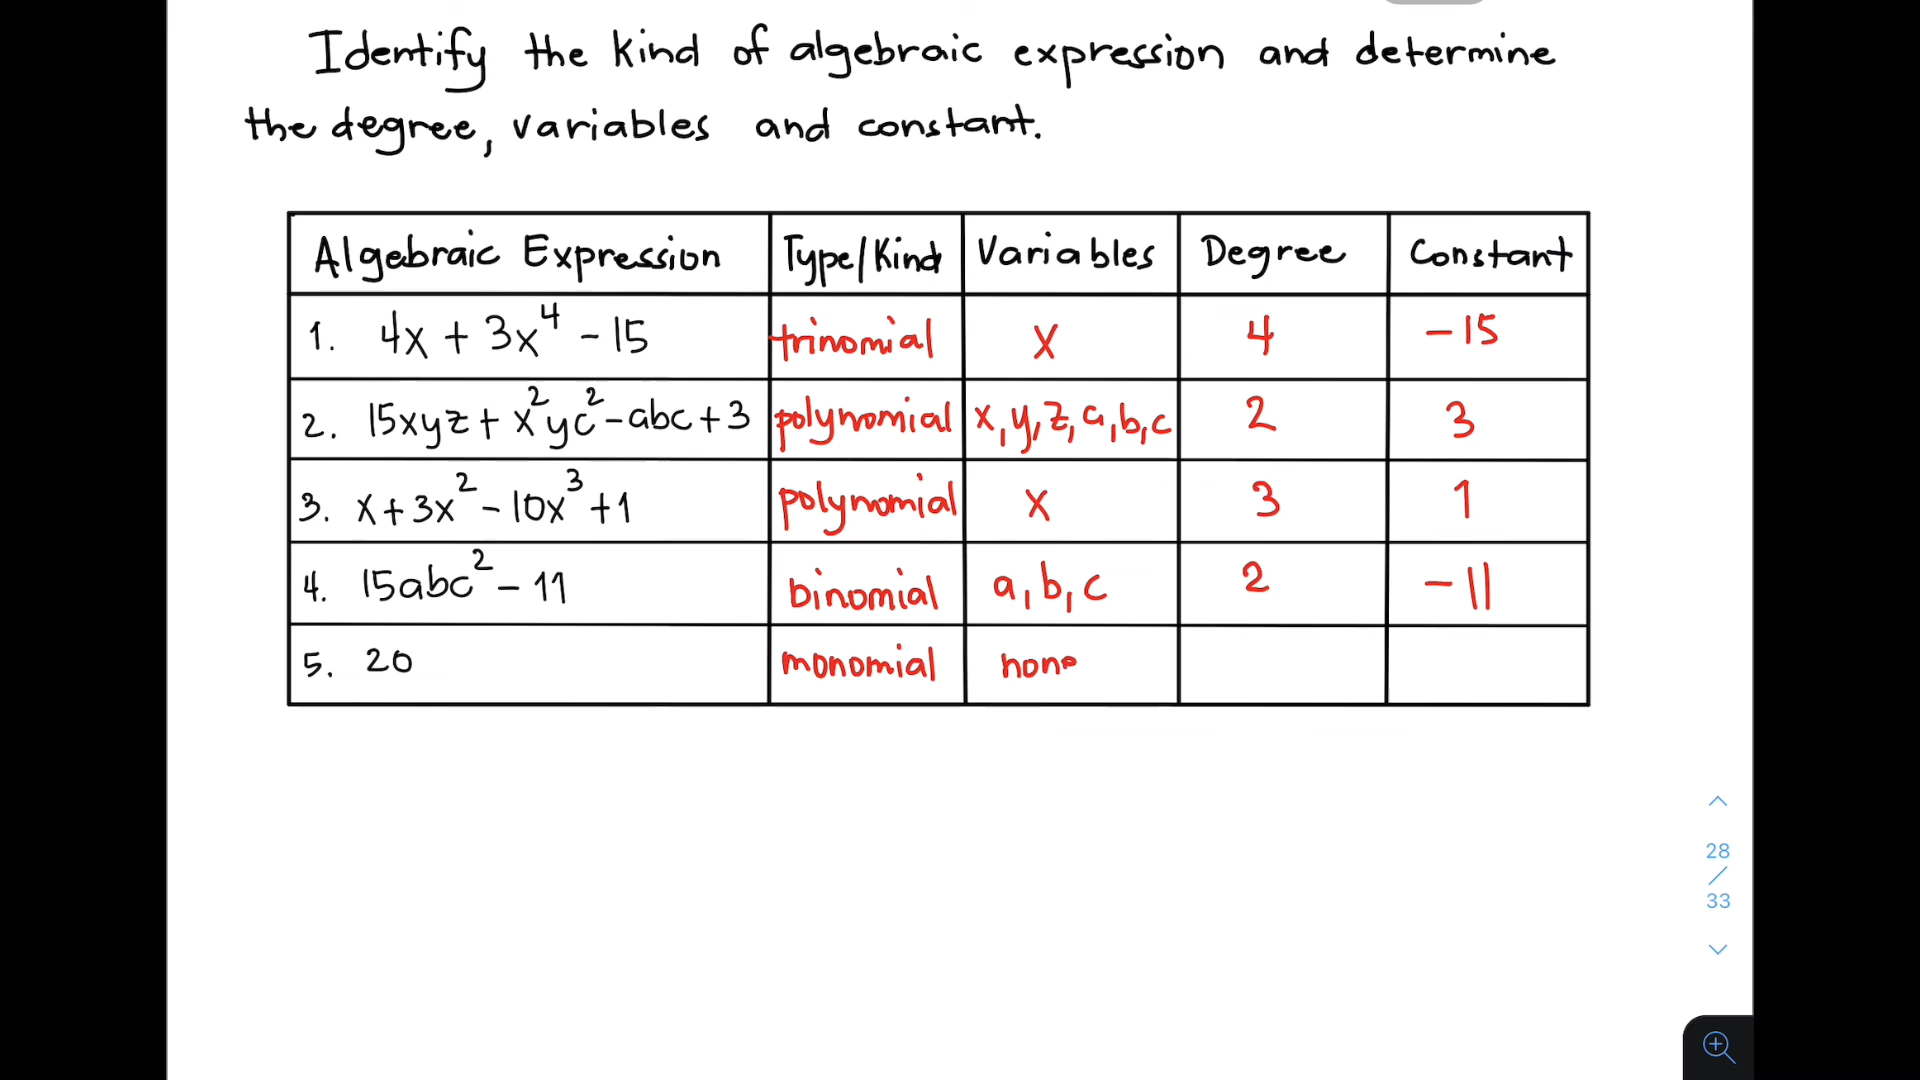 Identify the kind of algebraic expression and determine
the degree, variables and constant.
Algebraic Expression Type/Kind Variables Degree Constant
1. 4x + 3x⁴ - 15 trinomial x 4 -15
2. 15xyz + x²yc² - abc + 3 polynomial x, y, z, a, b, c 2 3
3. x + 3x² - 10x³ + 1 polynomial x 3 1
4. 15abc² - 11 binomial a, b, c 2 -11
5. 20 monomial none
28
/
33